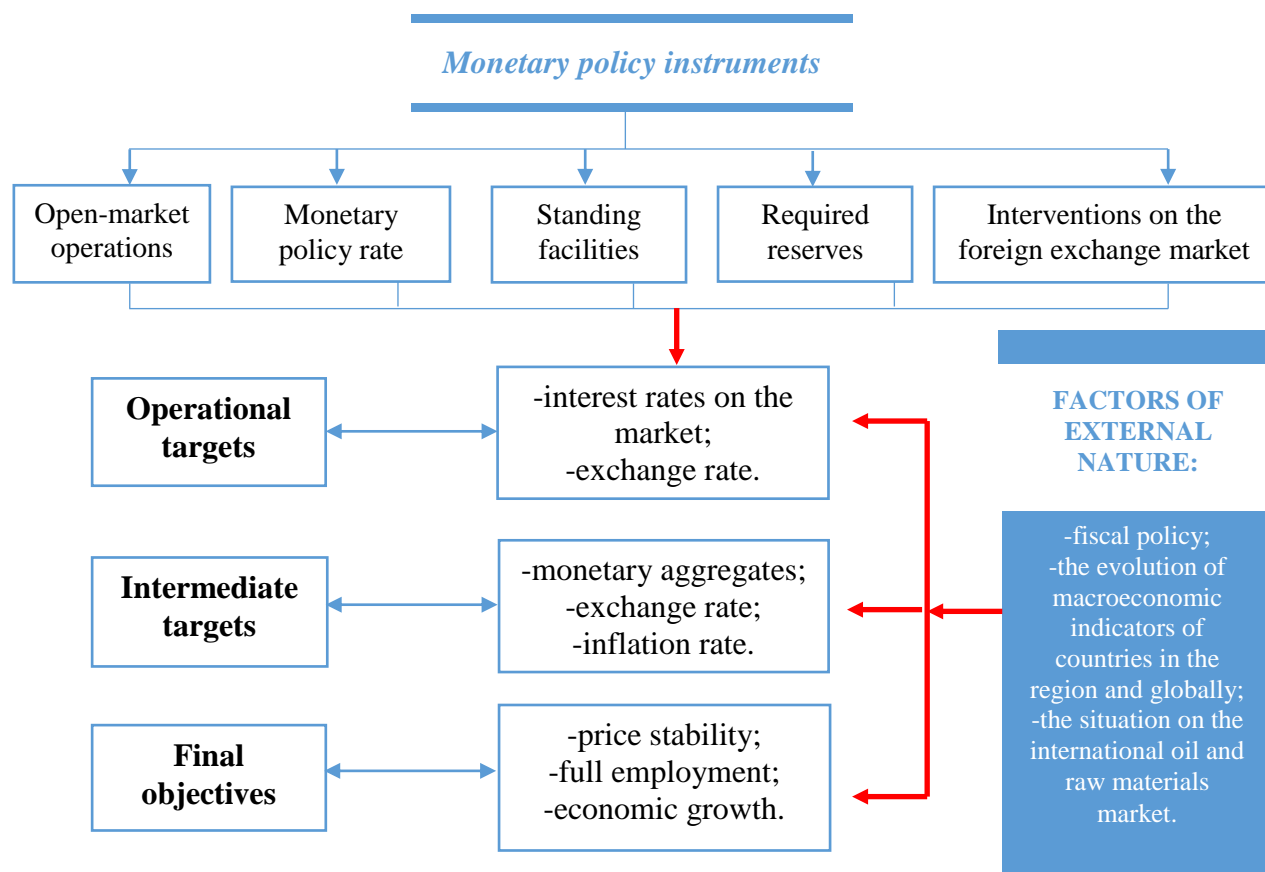 Monetary policy instruments
Open-market
operations
Monetary
policy rate
Standing
facilities
Required
reserves
Interventions on the
foreign exchange market
Operational
targets
-interest rates on the
market;
-exchange rate.
Intermediate
targets
-monetary aggregates;
-exchange rate;
-inflation rate.
Final
objectives
-price stability;
-full employment;
-economic growth.
FACTORS OF
EXTERNAL
NATURE:
-fiscal policy;
-the evolution of
macroeconomic
indicators of
countries in the
region and globally;
-the situation on the
international oil and
raw materials
market.